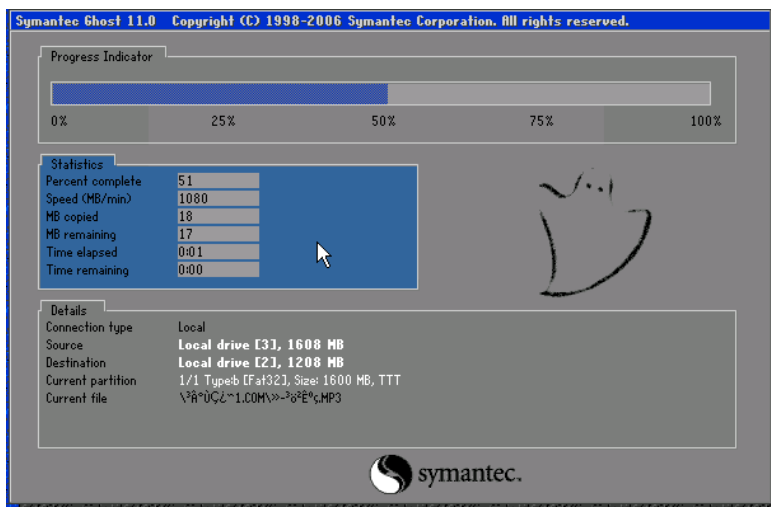 Symantec Ghost 11.0 Copyright (C) 1998-2006 Symantec Corporation. All rights reserved.
Progress Indicator
0% 25% 50% 75% 100%
Statistics
Percent complete 51
Speed (MB/min) 1080
MB copied 18
MB remaining 17
Time elapsed 0:01
Time remaining 0:00
Details
Connection type Local
Source Local drive [3], 1608 MB
Destination Local drive [2], 1208 MB
Current partition 1/1 Type:b [Fat32], Size: 1600 MB, TTT
Current file
symantec.